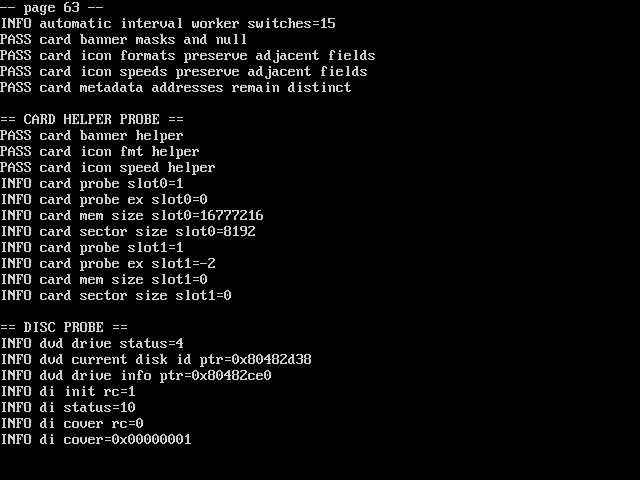 -- page 63 --
INFO automatic interval worker switches=15
PASS card banner masks and null
PASS card icon formats preserve adjacent fields
PASS card icon speeds preserve adjacent fields
PASS card metadata addresses remain distinct
== CARD HELPER PROBE ==
PASS card banner helper
PASS card icon fmt helper
PASS card icon speed helper
INFO card probe slot0=1
INFO card probe ex slot0=0
INFO card mem size slot0=16777216
INFO card sector size slot0=8192
INFO card probe slot1=1
INFO card probe ex slot1=-2
INFO card mem size slot1=0
INFO card sector size slot1=0
== DISC PROBE ==
INFO dvd drive status=4
INFO dvd current disk id ptr=0x80482d38
INFO dvd drive info ptr=0x80482ce0
INFO di init rc=1
INFO di status=10
INFO di cover rc=0
INFO di cover=0x00000001